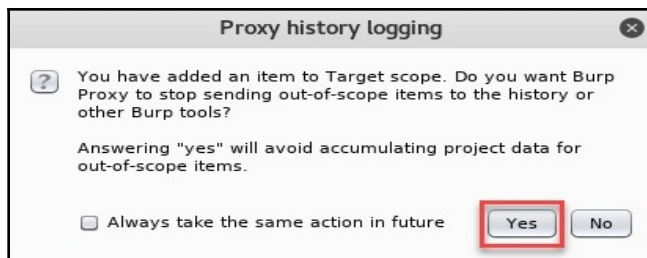 Proxy history logging
You have added an item to Target scope. Do you want Burp
Proxy to stop sending out-of-scope items to the history or
other Burp tools?
Answering "yes" will avoid accumulating project data for
out-of-scope items.
Always take the same action in future
Yes
No